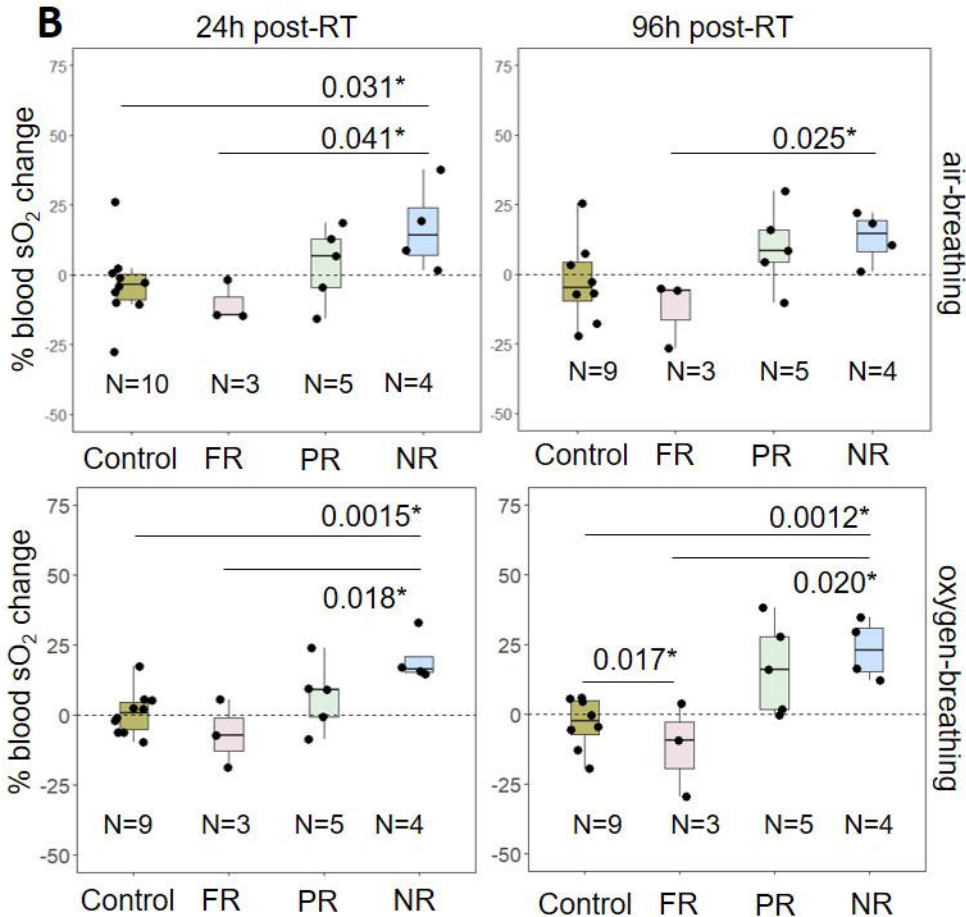 B
24h post-RT
96h post-RT
% blood sO₂ change
75
50
25
0
-25
-50
0.031*
0.041*
N=10
N=3
N=5
N=4
Control
FR
PR
NR
75
50
25
0
-25
-50
0.025*
N=9
N=3
N=5
N=4
Control
FR
PR
NR
air-breathing
% blood sO₂ change
75
50
25
0
-25
-50
0.0015*
0.018*
N=9
N=3
N=5
N=4
Control
FR
PR
NR
75
50
25
0
-25
-50
0.0012*
0.020*
0.017*
N=9
N=3
N=5
N=4
Control
FR
PR
NR
oxygen-breathing